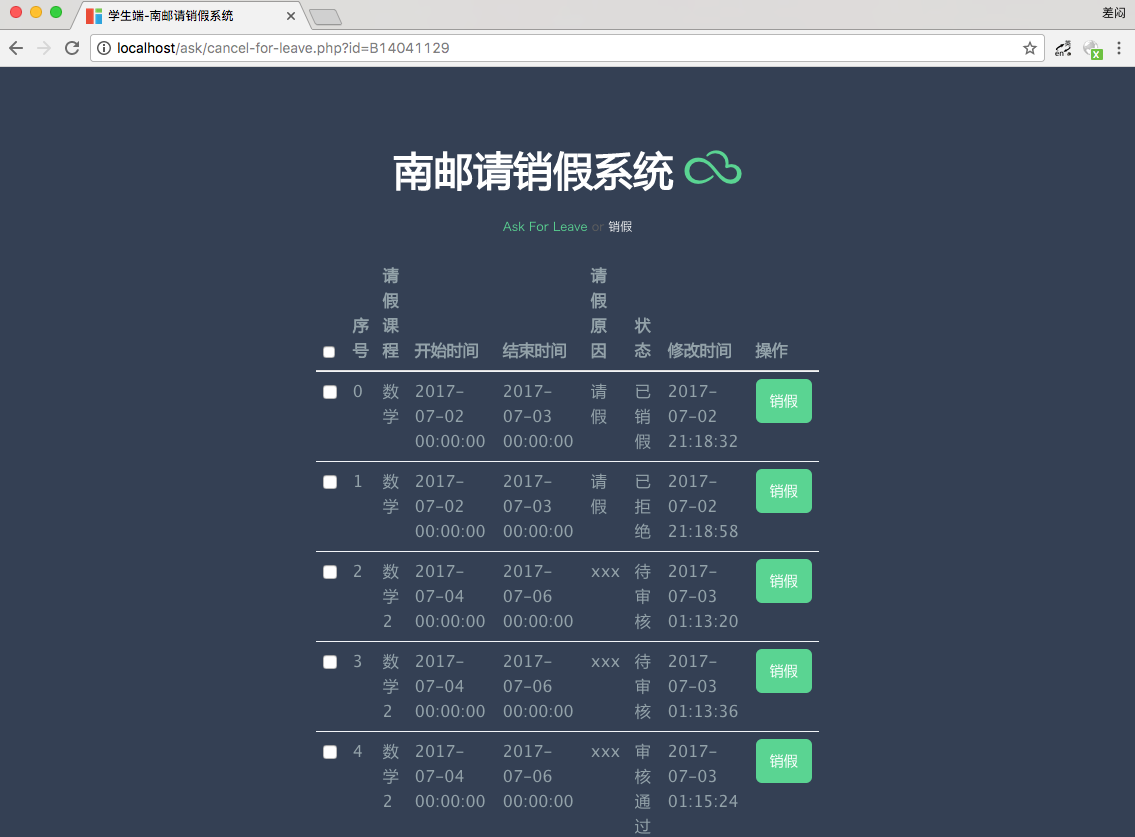 学生端-南邮请销假系统
差闷
localhost/ask/cancel-for-leave.php?id=B14041129
南邮请销假系统
Ask For Leave or 销假
序号 请假课程 开始时间 结束时间 请假原因 状态 修改时间 操作
0 数学 2017-07-02 00:00:00 2017-07-03 00:00:00 请假 已销假 2017-07-02 21:18:32 销假
1 数学 2017-07-02 00:00:00 2017-07-03 00:00:00 请假 已拒绝 2017-07-02 21:18:58 销假
2 数学2 2017-07-04 00:00:00 2017-07-06 00:00:00 xxx 待审核 2017-07-03 01:13:20 销假
3 数学2 2017-07-04 00:00:00 2017-07-06 00:00:00 xxx 待审核 2017-07-03 01:13:36 销假
4 数学2 2017-07-04 00:00:00 2017-07-06 00:00:00 xxx 审核通过 2017-07-03 01:15:24 销假